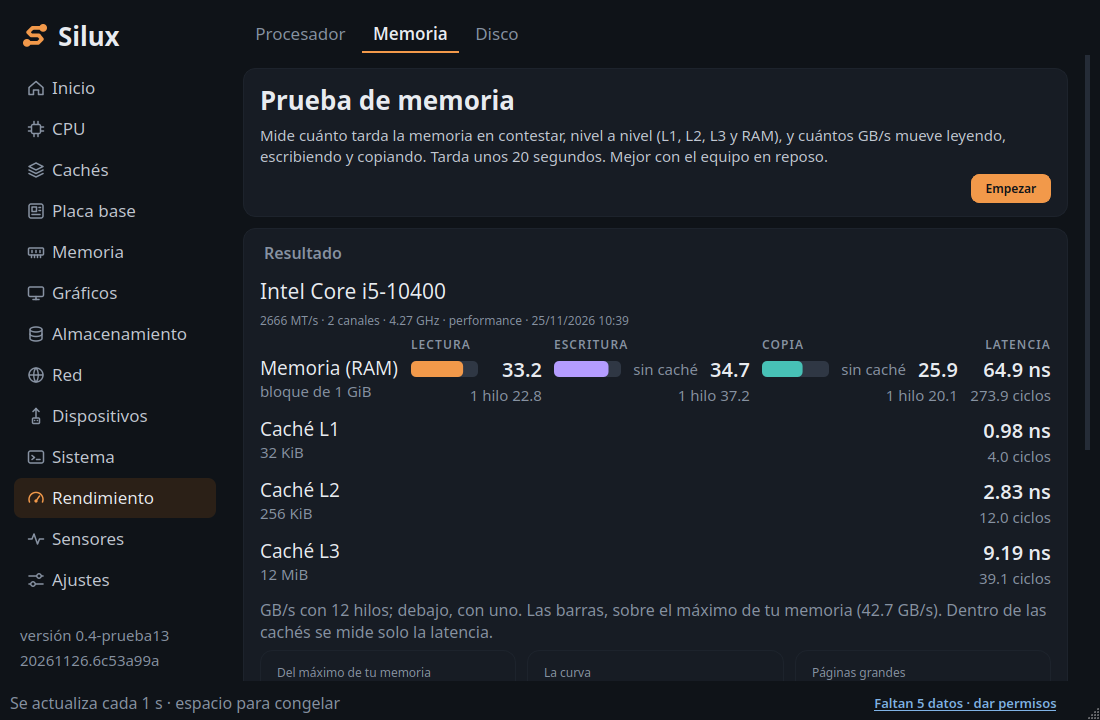 Silux
Procesador
Memoria
Disco
Inicio
CPU
Cachés
Placa base
Memoria
Gráficos
Almacenamiento
Red
Dispositivos
Sistema
Rendimiento
Sensores
Ajustes
versión 0.4-prueba13
20261126.6c53a99a
Prueba de memoria
Mide cuánto tarda la memoria en contestar, nivel a nivel (L1, L2, L3 y RAM), y cuántos GB/s mueve leyendo,
escribiendo y copiando. Tarda unos 20 segundos. Mejor con el equipo en reposo.
Empezar
Resultado
Intel Core i5-10400
2666 MT/s · 2 canales · 4.27 GHz · performance · 25/11/2026 10:39
LECTURA ESCRITURA COPIA LATENCIA
Memoria (RAM) 33.2 sin caché 34.7 sin caché 25.9 64.9 ns
bloque de 1 GiB 1 hilo 22.8 1 hilo 37.2 1 hilo 20.1 273.9 ciclos
Caché L1 0.98 ns
32 KiB 4.0 ciclos
Caché L2 2.83 ns
256 KiB 12.0 ciclos
Caché L3 9.19 ns
12 MiB 39.1 ciclos
GB/s con 12 hilos; debajo, con uno. Las barras, sobre el máximo de tu memoria (42.7 GB/s). Dentro de las
cachés se mide solo la latencia.
Del máximo de tu memoria
La curva
Páginas grandes
Se actualiza cada 1 s · espacio para congelar
Faltan 5 datos · dar permisos